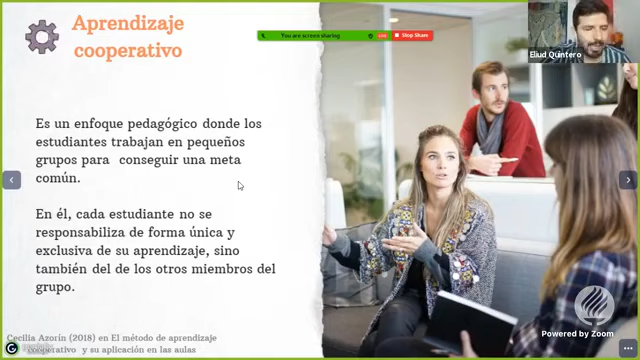 Aprendizaje
cooperativo
You are screen sharing
Stop Share
Eliud Quintero
Es un enfoque pedagógico donde los
estudiantes trabajan en pequeños
grupos para conseguir una meta
común.
En él, cada estudiante no se
responsabiliza de forma única y
exclusiva de su aprendizaje, sino
también del de los otros miembros del
grupo.
Powered by Zoom
Cecilia Azorín (2018) en El método de aprendizaje
cooperativo y su aplicación en las aulas